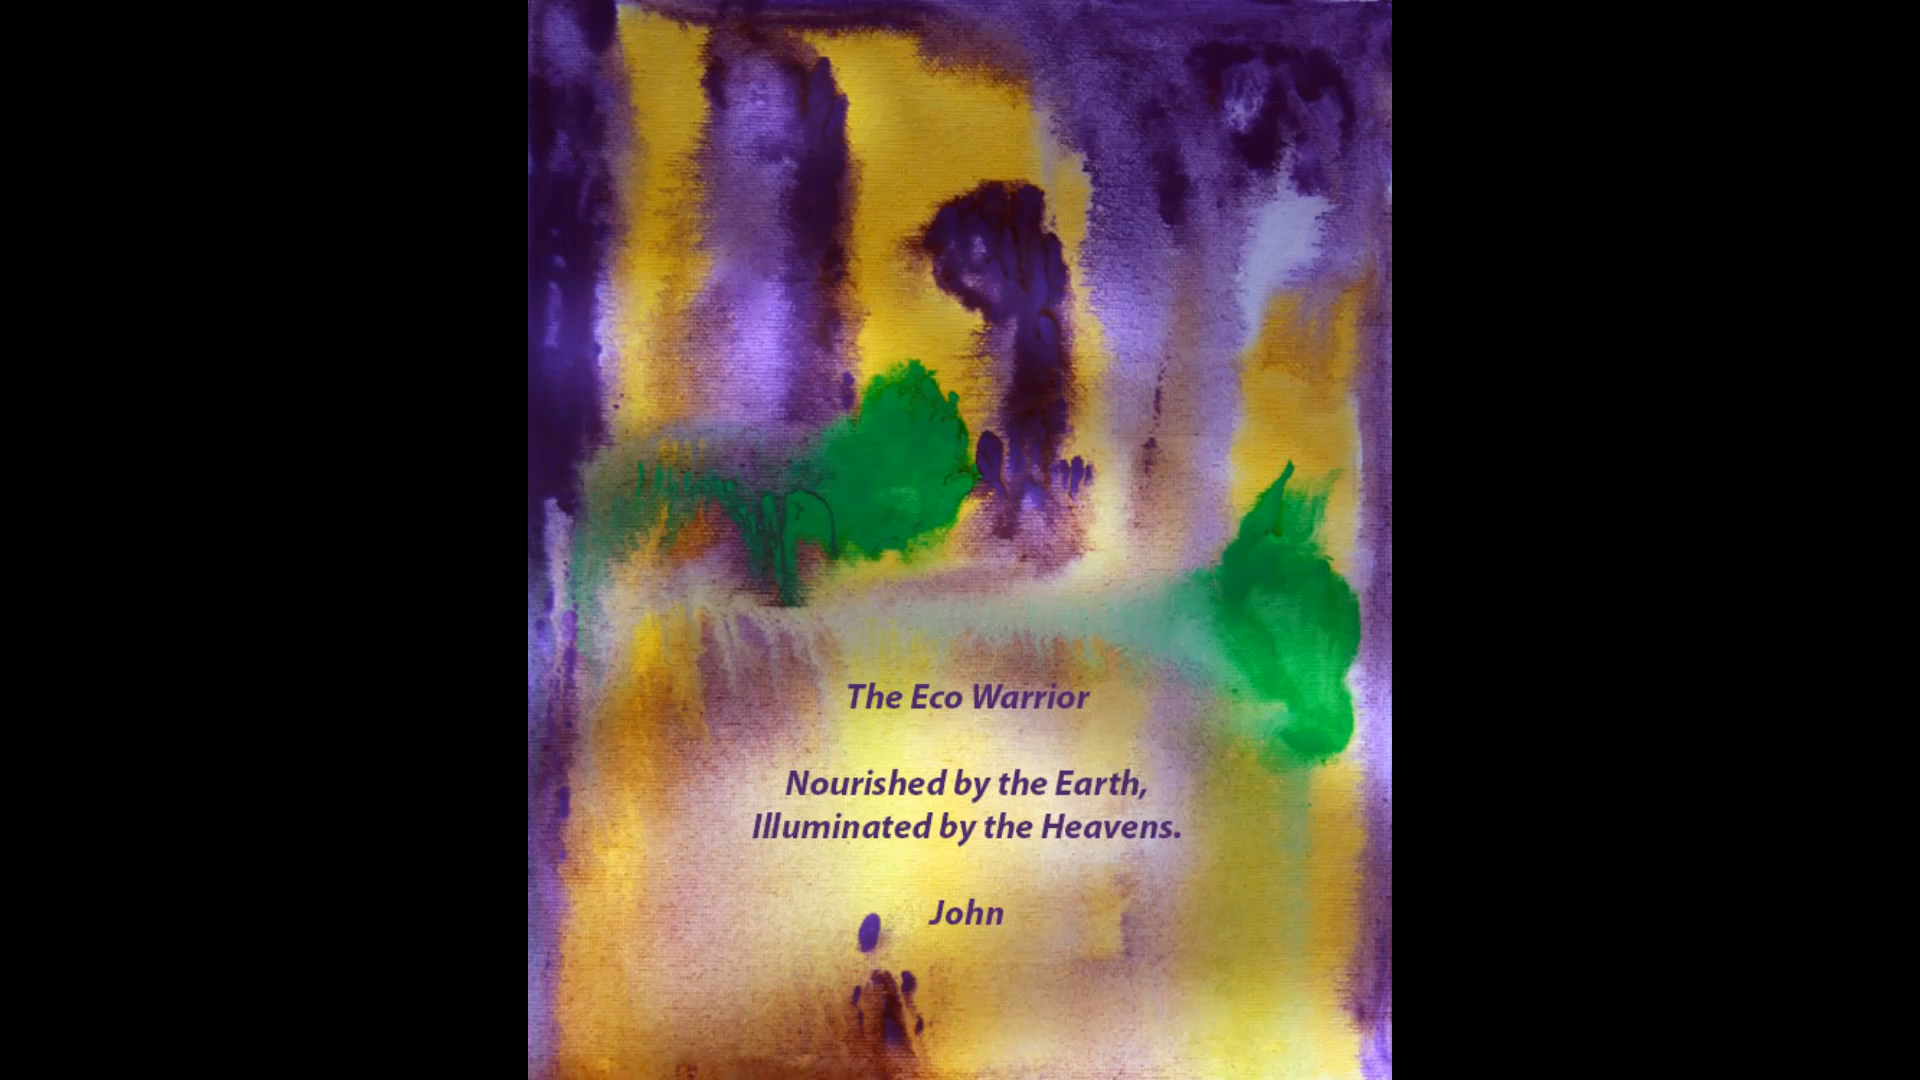 The Eco Warrior
Nourished by the Earth,
Illuminated by the Heavens.
John